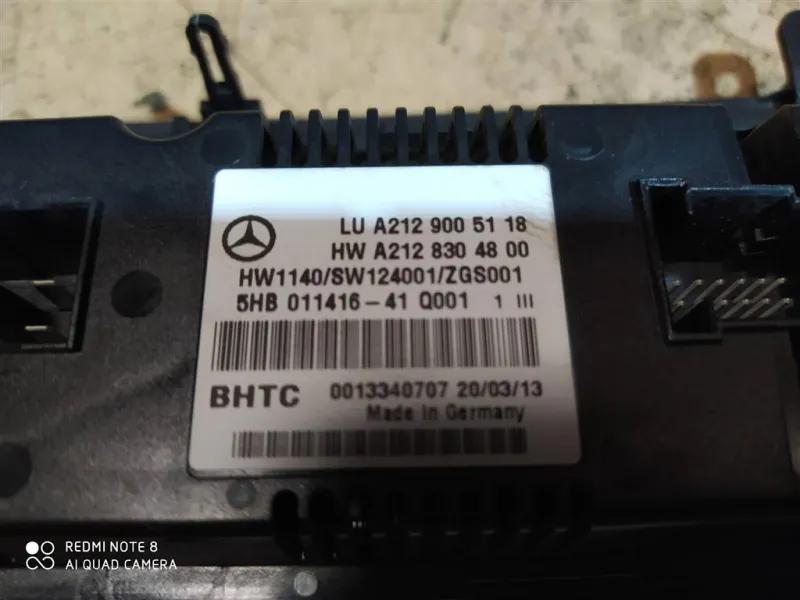 LU A212 900 51 18
HW A212 830 48 00
HW1140/SW124001/ZGS001
5HB 011416-41 Q001 1 III
BHTC 0013340707 20/03/13
Made in Germany
REDMI NOTE 8
AI QUAD CAMERA